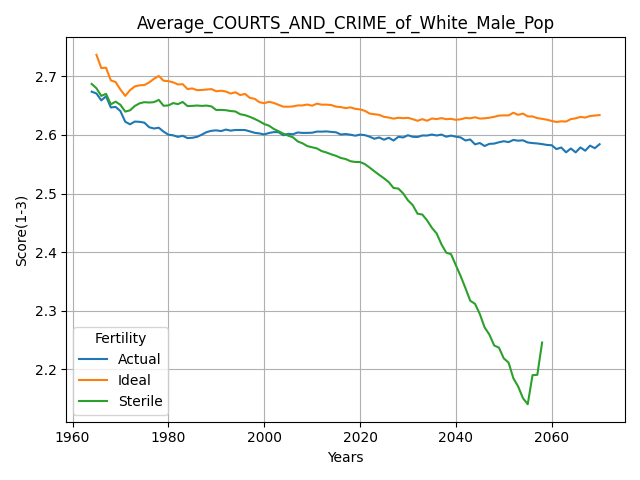 Average_COURTS_AND_CRIME_of_White_Male_Pop
Score(1-3)
2.7
2.6
2.5
2.4
2.3
2.2
Fertility
Actual
Ideal
Sterile
1960 1980 2000 2020 2040 2060
Years